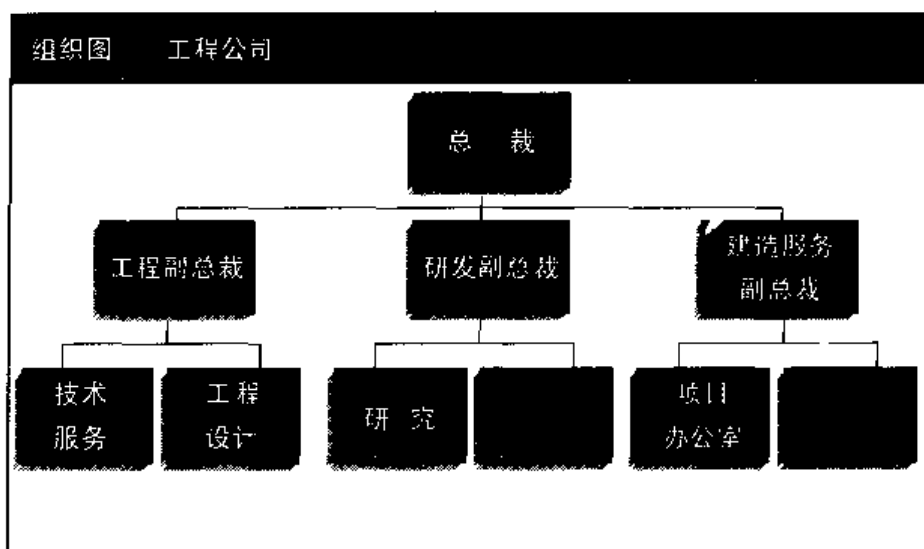 组织图 工程公司
总 裁
工程副总裁
研发副总裁
建造服务
副总裁
技术
服务
工程
设计
研 究
项目
办公室